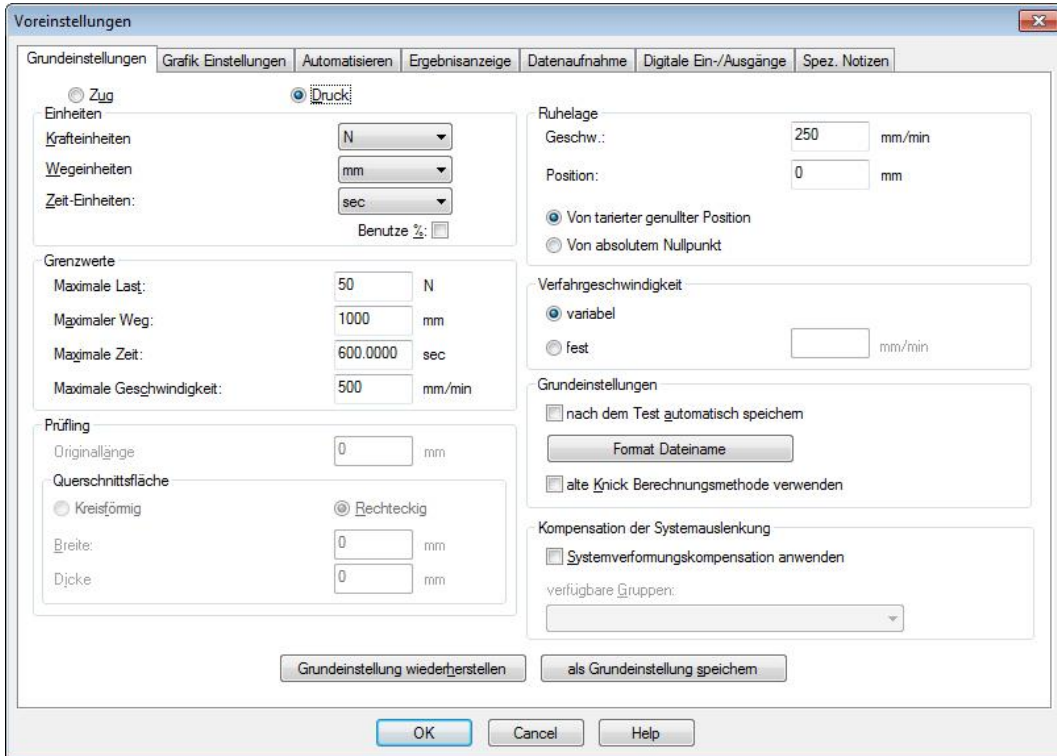 Voreinstellungen
Grundeinstellungen Grafik Einstellungen Automatisieren Ergebnisanzeige Datenaufnahme Digitale Ein-/Ausgänge Spez. Notizen
Zug Druck
Einheiten
Krafteinheiten N
Wegeinheiten mm
Zeit-Einheiten: sec
Benutze %:
Grenzwerte
Maximale Last: 50 N
Maximaler Weg: 1000 mm
Maximale Zeit: 600.0000 sec
Maximale Geschwindigkeit: 500 mm/min
Prüfling
Originallänge 0 mm
Querschnittsfläche
Kreisförmig Rechteckig
Breite: 0 mm
Dicke 0 mm
Ruhelage
Geschw.: 250 mm/min
Position: 0 mm
Von tarierter genullter Position
Von absolutem Nullpunkt
Verfahrgeschwindigkeit
variabel
fest mm/min
Grundeinstellungen
nach dem Test automatisch speichern
Format Dateiname
alte Knick Berechnungsmethode verwenden
Kompensation der Systemauslenkung
Systemverformungskompensation anwenden
verfügbare Gruppen:
Grundeinstellung wiederherstellen als Grundeinstellung speichern
OK Cancel Help